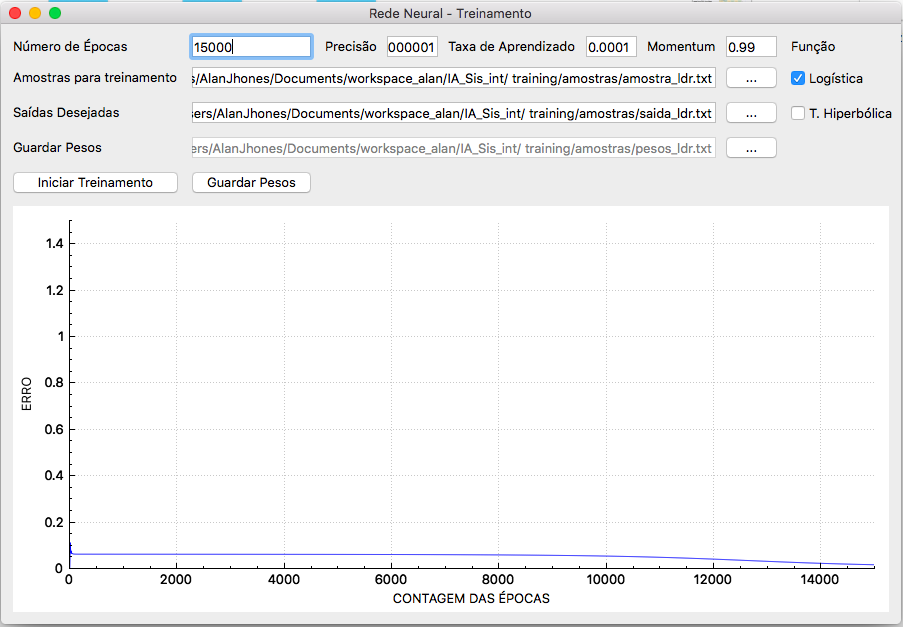 Rede Neural - Treinamento
Número de Épocas 15000 Precisão 000001 Taxa de Aprendizado 0.0001 Momentum 0.99 Função
Amostras para treinamento s/AlanJhones/Documents/workspace_alan/IA_Sis_int/ training/amostras/amostra_ldr.txt ... Logística
Saídas Desejadas sers/AlanJhones/Documents/workspace_alan/IA_Sis_int/ training/amostras/saida_ldr.txt ... T. Hiperbólica
Guardar Pesos ers/AlanJhones/Documents/workspace_alan/IA_Sis_int/ training/amostras/pesos_ldr.txt ...
Iniciar Treinamento Guardar Pesos
1.4
1.2
1
0.8
ERRO
0.6
0.4
0.2
0
0 2000 4000 6000 8000 10000 12000 14000
CONTAGEM DAS ÉPOCAS